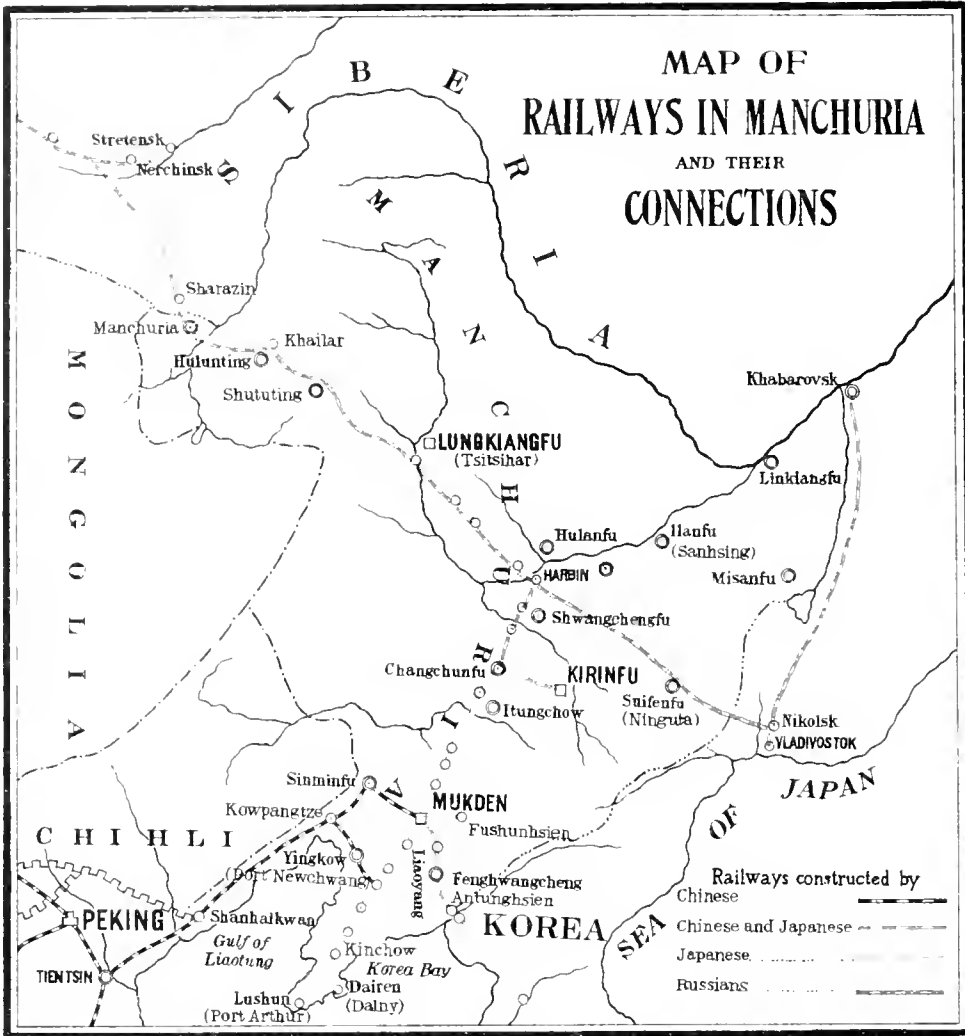 MAP OF
RAILWAYS IN MANCHURIA
AND THEIR
CONNECTIONS
SIBERIA
MANCHURIA
MONGOLIA
Stretensk
Nerchinsk
Sharazin
Manchuria
Khailar
Hulunting
Shututing
Khabarovsk
LUNGKIANGFU
(Tsitsihar)
Linkiangfu
Hulanfu
Ilanfu
(Sanhsing)
HARBIN
Misanfu
Shwangchengfu
Changchunfu
KIRINFU
Suifenfu
(Ninguta)
Itungchow
Nikolsk
VLADIVOSTOK
Sinminfu
Kowpangtze
MUKDEN
Fushunhsien
CHIHLI
Yingkow
(Port Newchwang)
Liaoyang
Fenghwangcheng
Antunghsien
KOREA
SEA OF JAPAN
PEKING
Shanhaikwan
Gulf of
Liaotung
TIENTSIN
Kinchow
Korea Bay
Dairen
(Dalny)
Lushun
(Port Arthur)
Railways constructed by
Chinese
Chinese and Japanese
Japanese
Russians